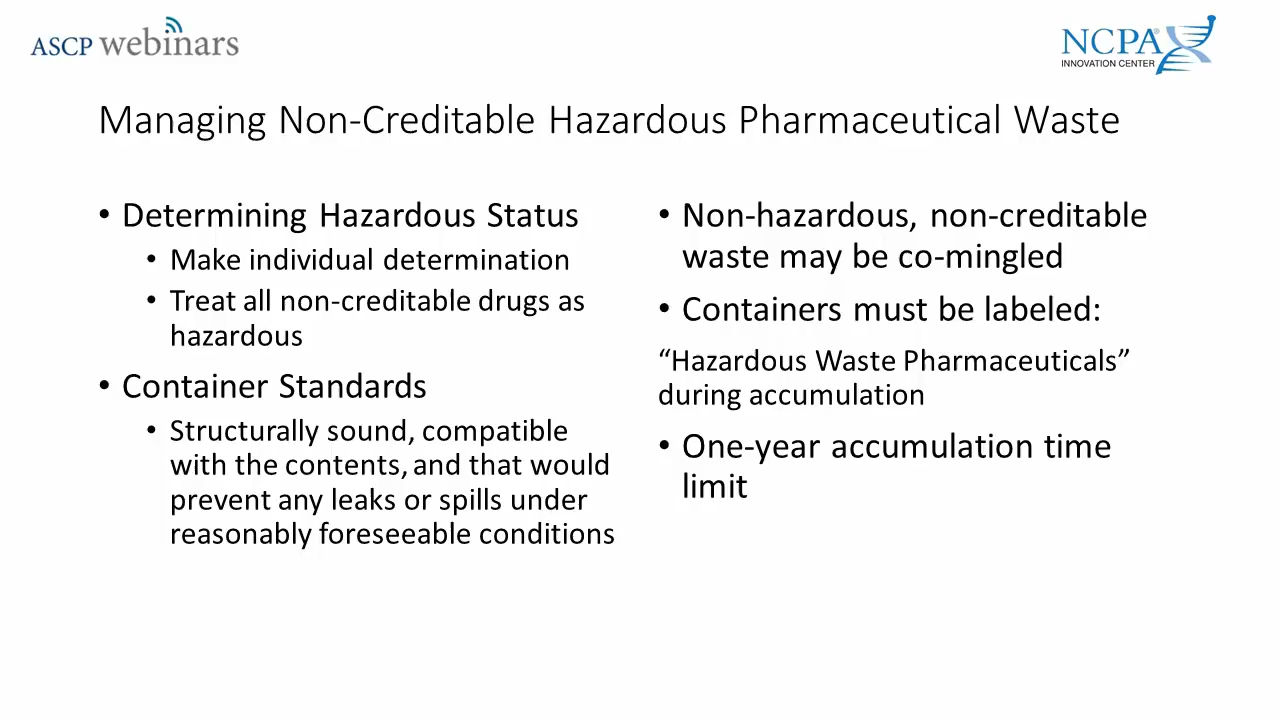 ASCP webinars
NCPA
INNOVATION CENTER
Managing Non-Creditable Hazardous Pharmaceutical Waste
• Determining Hazardous Status
• Make individual determination
• Treat all non-creditable drugs as
hazardous
• Container Standards
• Structurally sound, compatible
with the contents, and that would
prevent any leaks or spills under
reasonably foreseeable conditions
• Non-hazardous, non-creditable
waste may be co-mingled
• Containers must be labeled:
“Hazardous Waste Pharmaceuticals”
during accumulation
• One-year accumulation time
limit